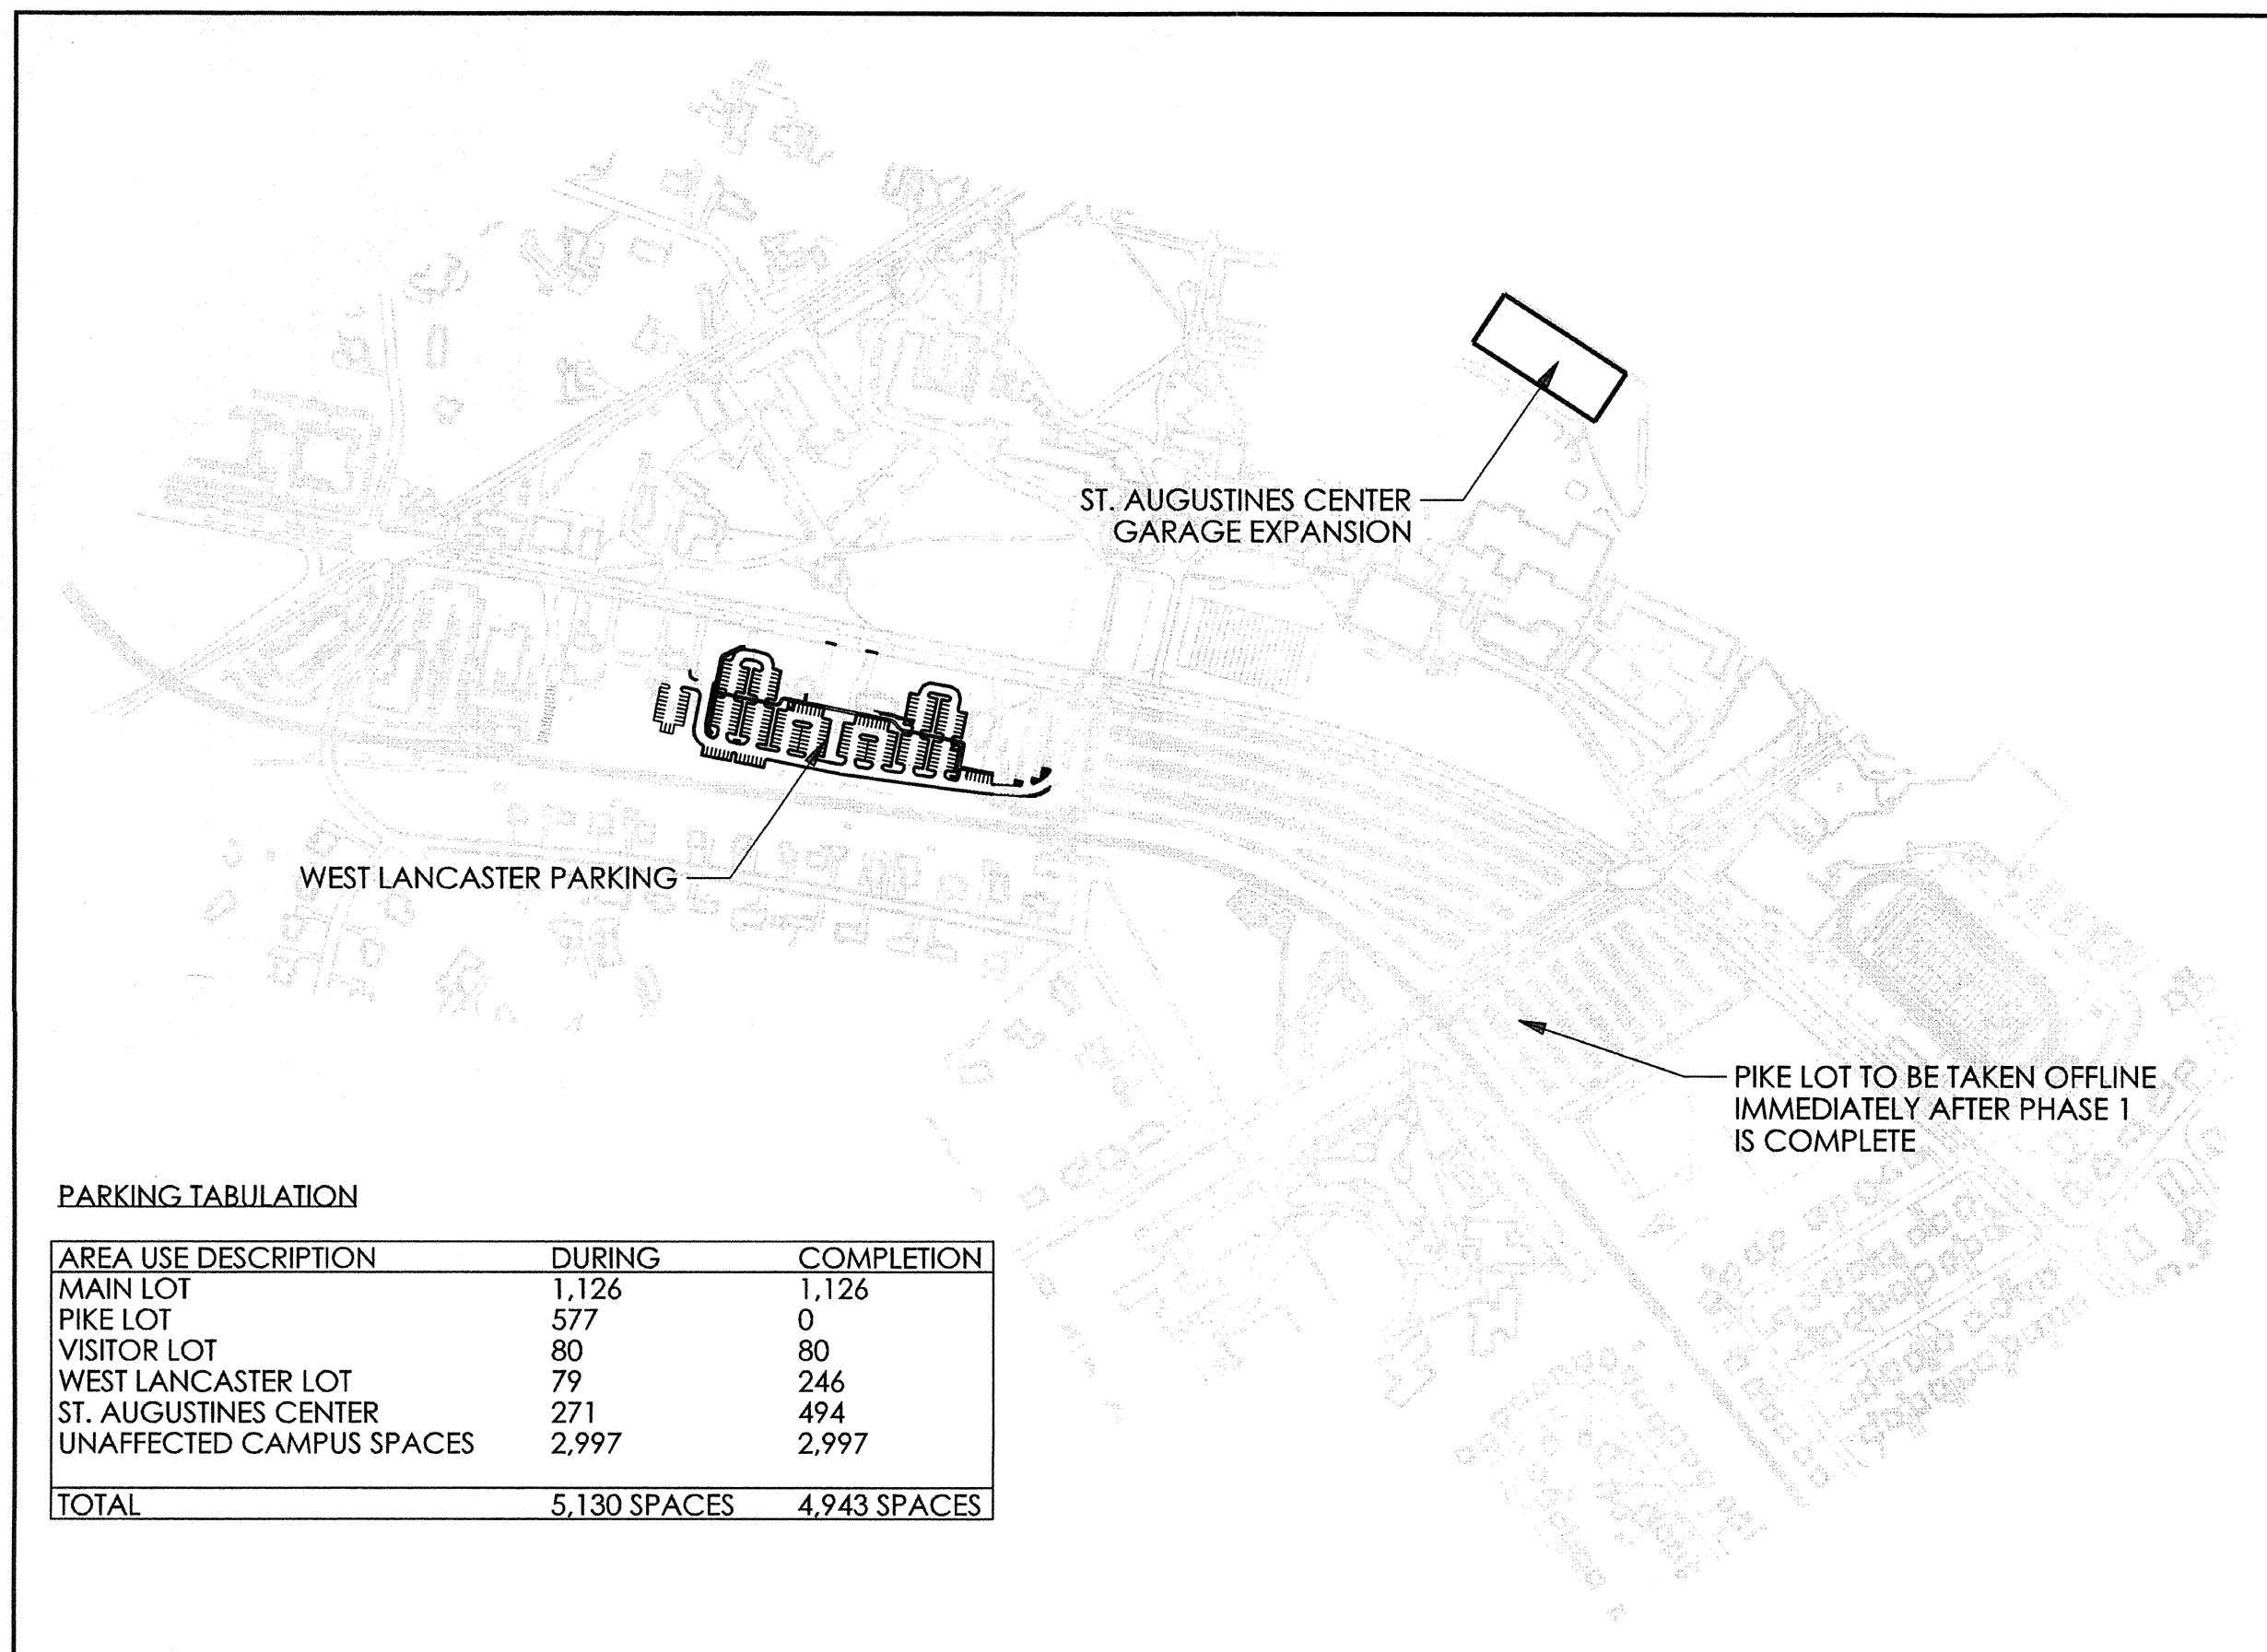 ST. AUGUSTINES CENTER
GARAGE EXPANSION
WEST LANCASTER PARKING
PIKE LOT TO BE TAKEN OFFLINE
IMMEDIATELY AFTER PHASE 1
IS COMPLETE
PARKING TABULATION
AREA USE DESCRIPTION DURING COMPLETION
MAIN LOT 1,126 1,126
PIKE LOT 577 0
VISITOR LOT 80 80
WEST LANCASTER LOT 79 246
ST. AUGUSTINES CENTER 271 494
UNAFFECTED CAMPUS SPACES 2,997 2,997
TOTAL 5,130 SPACES 4,943 SPACES